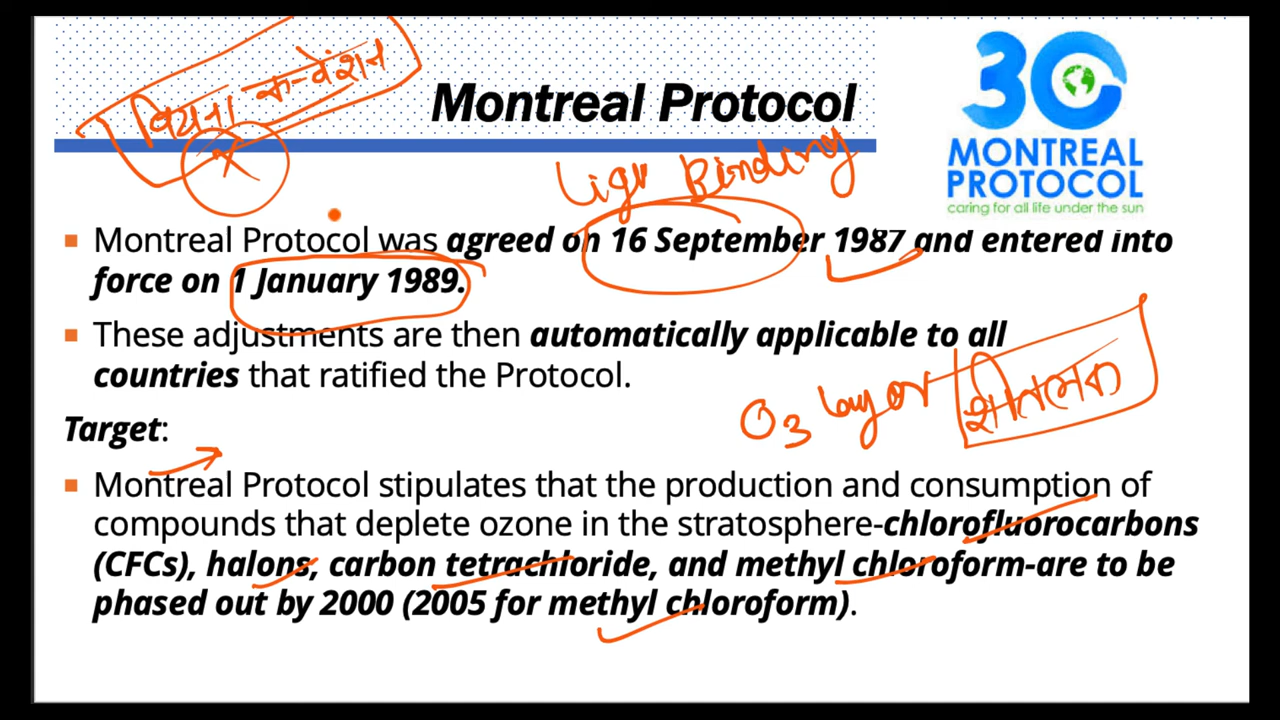 वियना कन्वेंशन
Montreal Protocol
30
MONTREAL
PROTOCOL
caring for all life under the sun
Binding
■ Montreal Protocol was agreed on 16 September 1987 and entered into
force on 1 January 1989.
■ These adjustments are then automatically applicable to all
countries that ratified the Protocol.
O3 layer
Target:
■ Montreal Protocol stipulates that the production and consumption of
compounds that deplete ozone in the stratosphere-chlorofluorocarbons
(CFCs), halons, carbon tetrachloride, and methyl chloroform-are to be
phased out by 2000 (2005 for methyl chloroform).